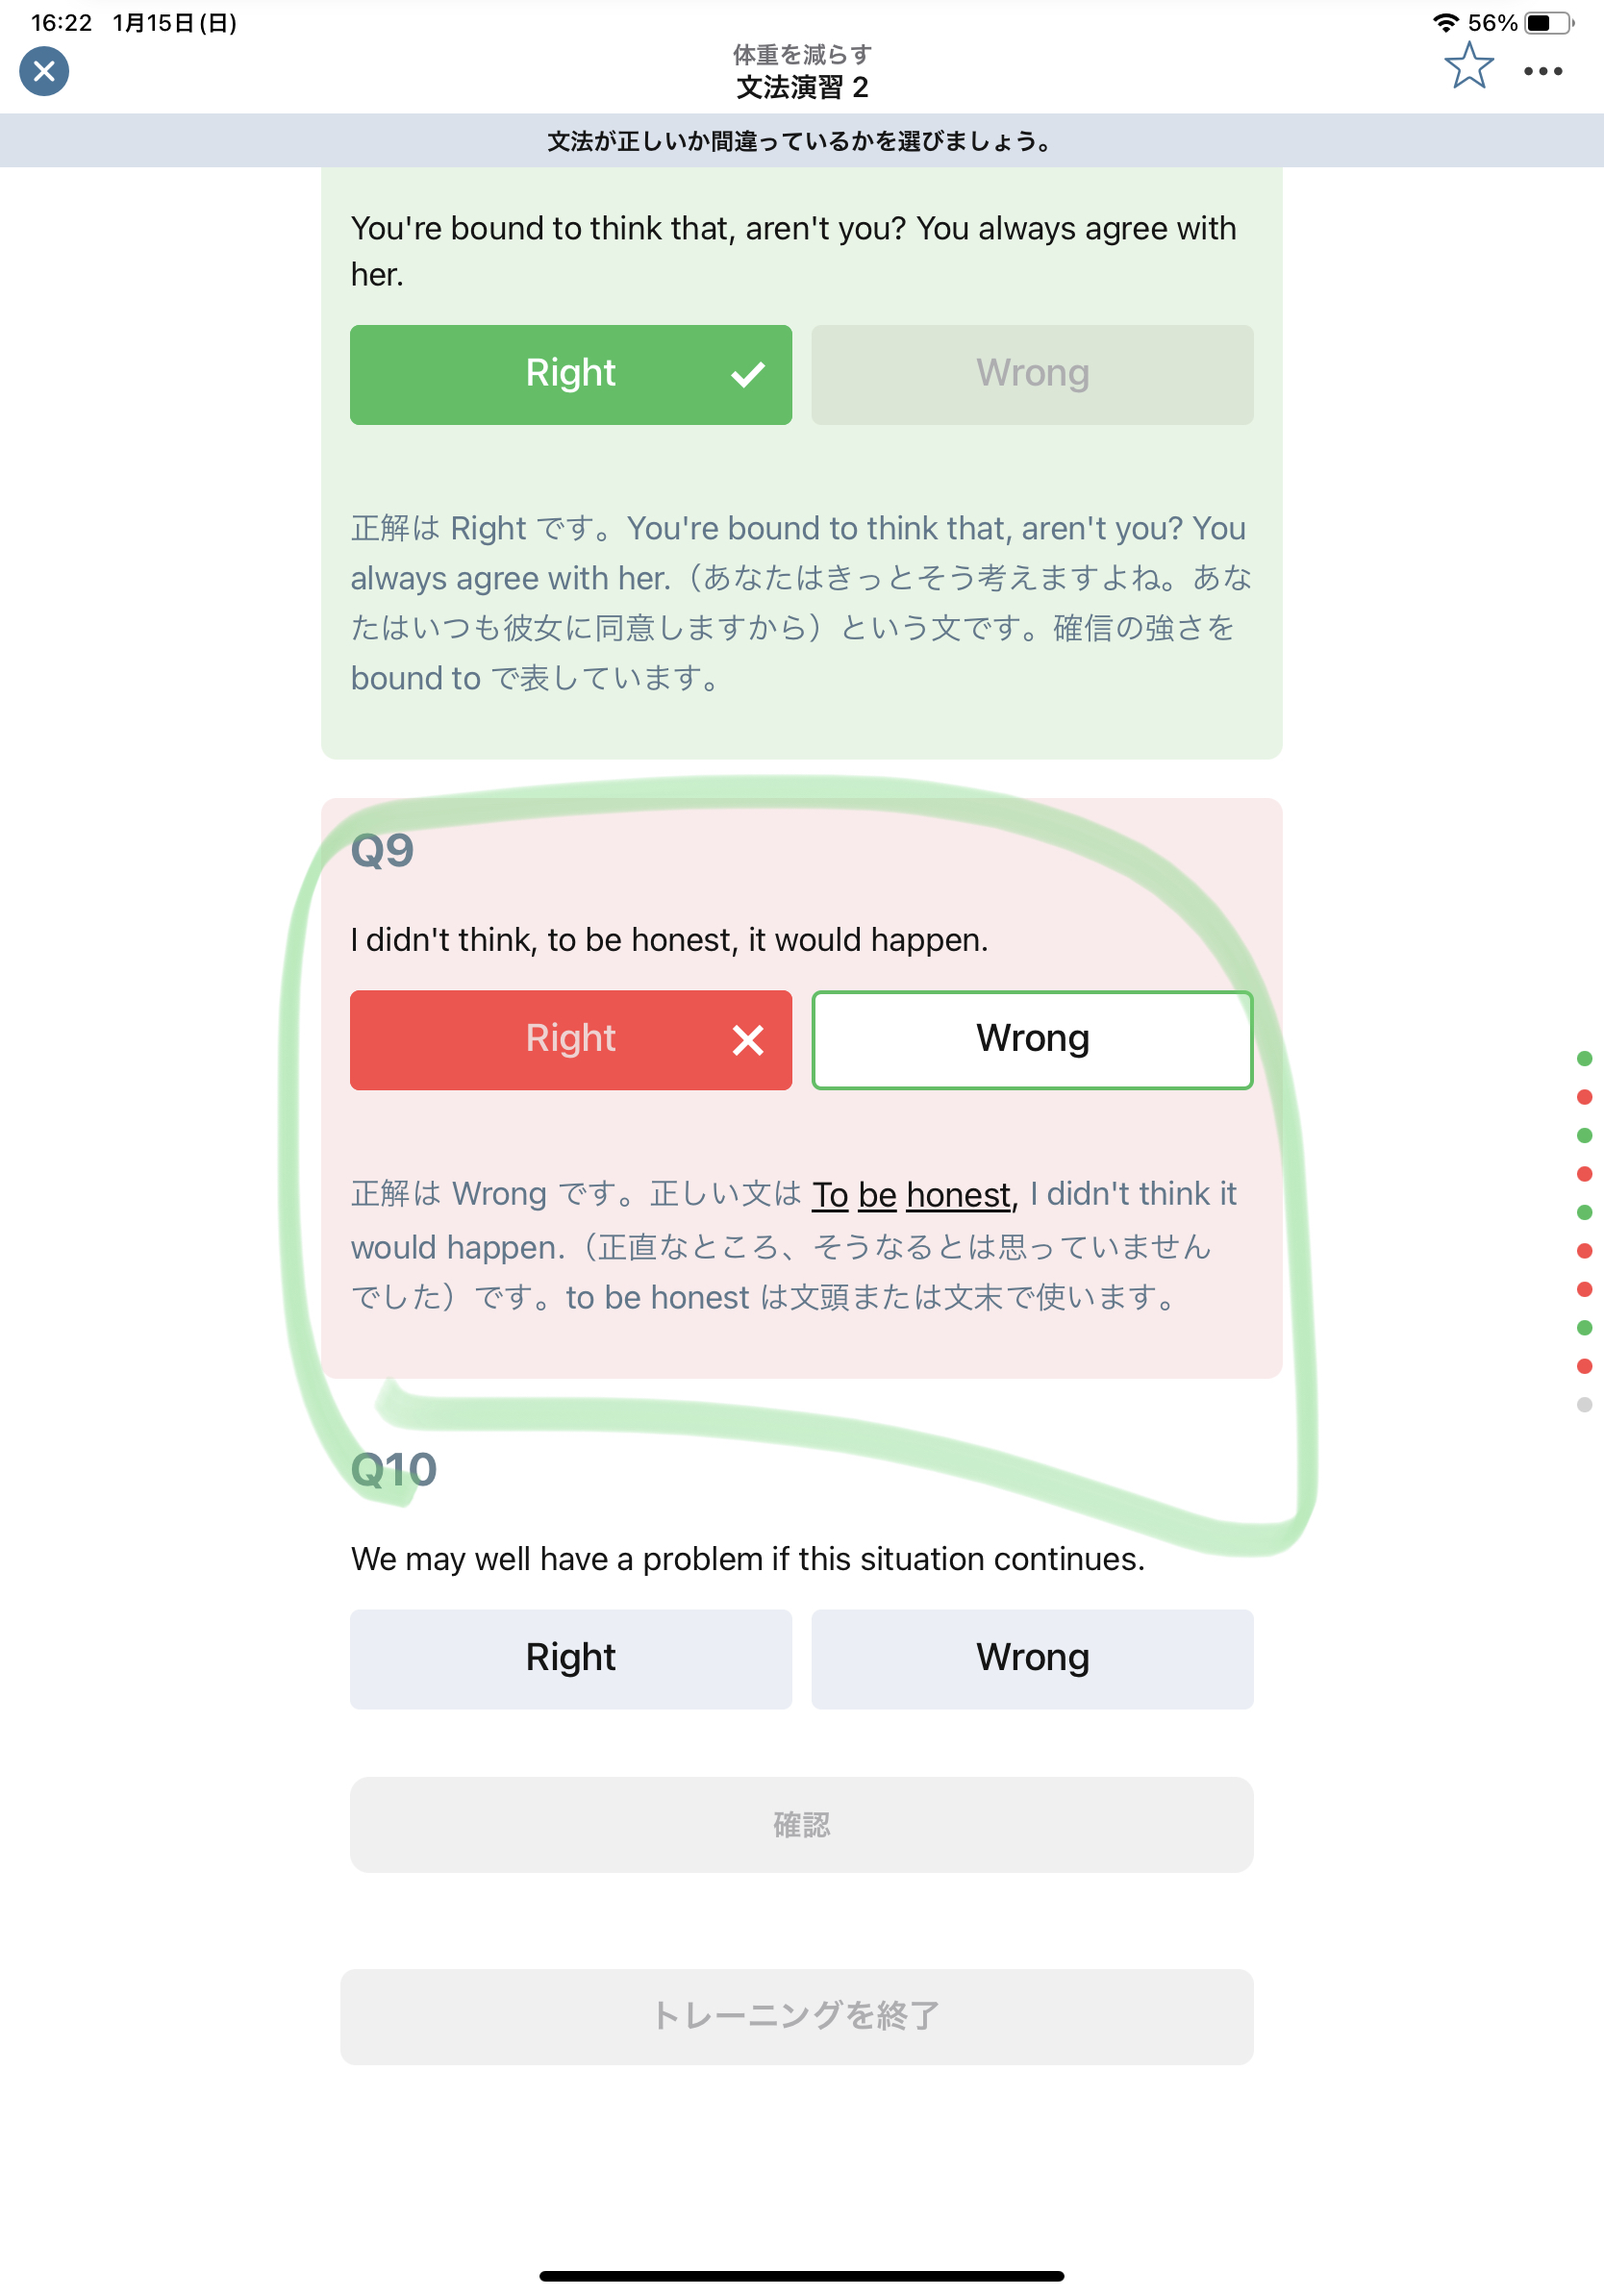 16:22 1月15日(日)
56%
体重を減らす
文法演習 2
文法が正しいか間違っているかを選びましょう。
You're bound to think that, aren't you? You always agree with
her.
Right
Wrong
正解は Right です。You're bound to think that, aren't you? You
always agree with her.（あなたはきっとそう考えますよね。あな
たはいつも彼女に同意しますから）という文です。確信の強さを
bound to で表しています。
Q9
I didn't think, to be honest, it would happen.
Right
Wrong
正解は Wrong です。正しい文は To be honest, I didn't think it
would happen.（正直なところ、そうなるとは思っていません
でした）です。to be honest は文頭または文末で使います。
Q10
We may well have a problem if this situation continues.
Right
Wrong
確認
トレーニングを終了